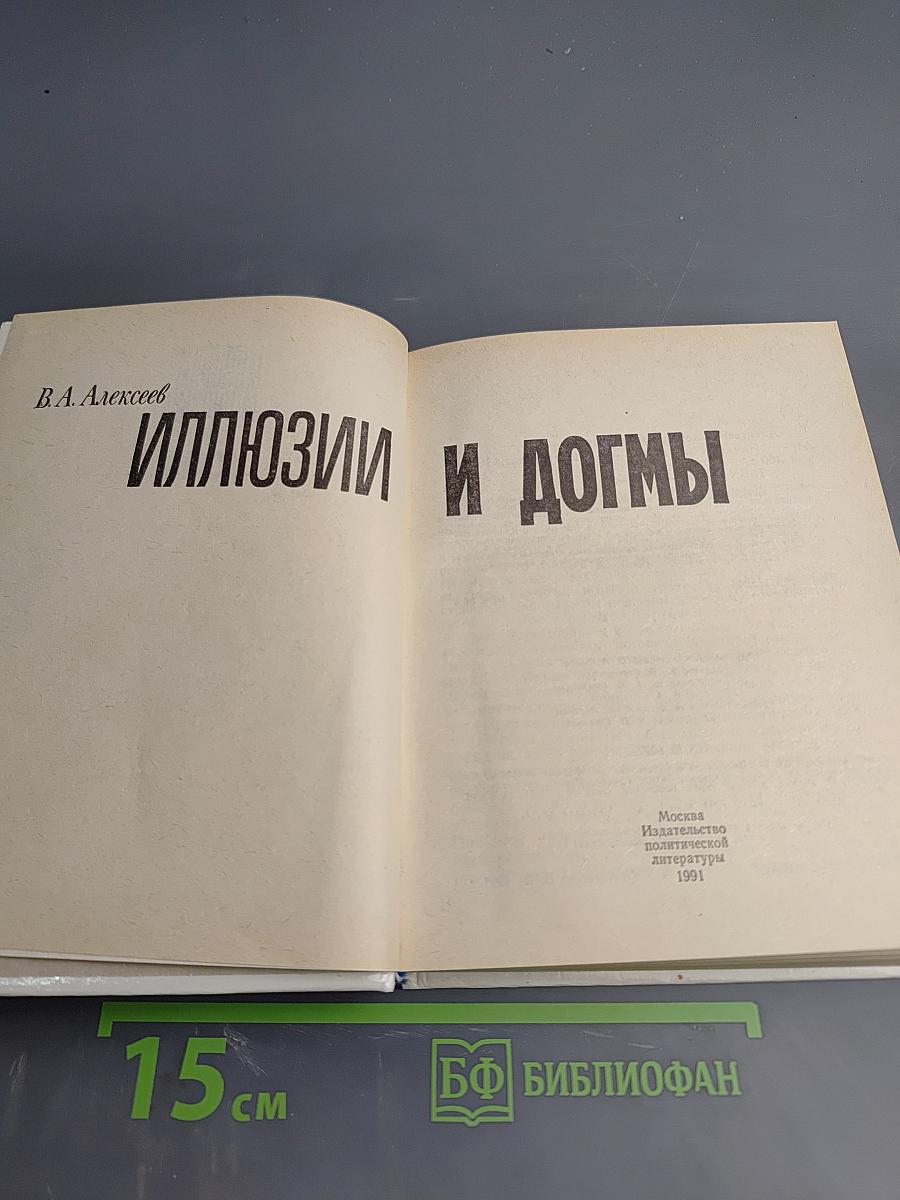 В. А. Алексеев
ИЛЛЮЗИИ И ДОГМЫ
Москва
Издательство
политической
литературы
1991
15 см
БФ БИБЛИОФАН